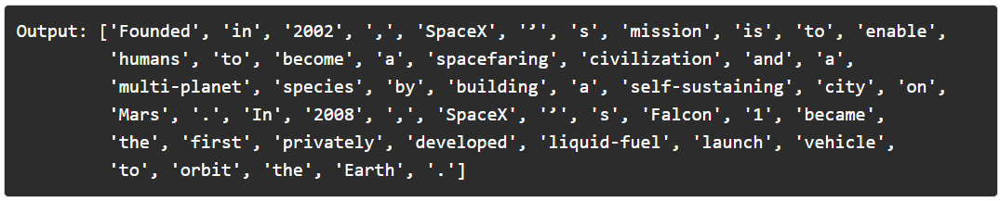 Output: ['Founded', 'in', '2002', ',', 'SpaceX', '’', 's', 'mission', 'is', 'to', 'enable',
'humans', 'to', 'become', 'a', 'spacefaring', 'civilization', 'and', 'a',
'multi-planet', 'species', 'by', 'building', 'a', 'self-sustaining', 'city', 'on',
'Mars', '.', 'In', '2008', ',', 'SpaceX', '’', 's', 'Falcon', '1', 'became',
'the', 'first', 'privately', 'developed', 'liquid-fuel', 'launch', 'vehicle',
'to', 'orbit', 'the', 'Earth', '.']